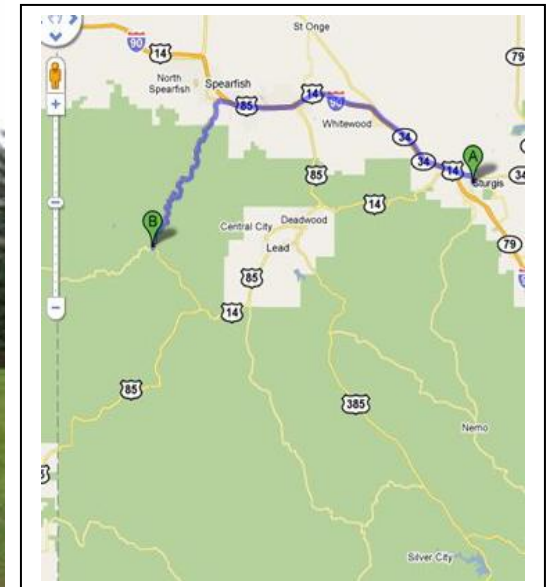 St Onge
90
14
79
North
Spearfish
Spearfish
85
14
90
Whitewood
34
34
14
A
Sturgis
34
85
14
79
Central City
Deadwood
Lead
B
14
85
385
Nemo
Silver City